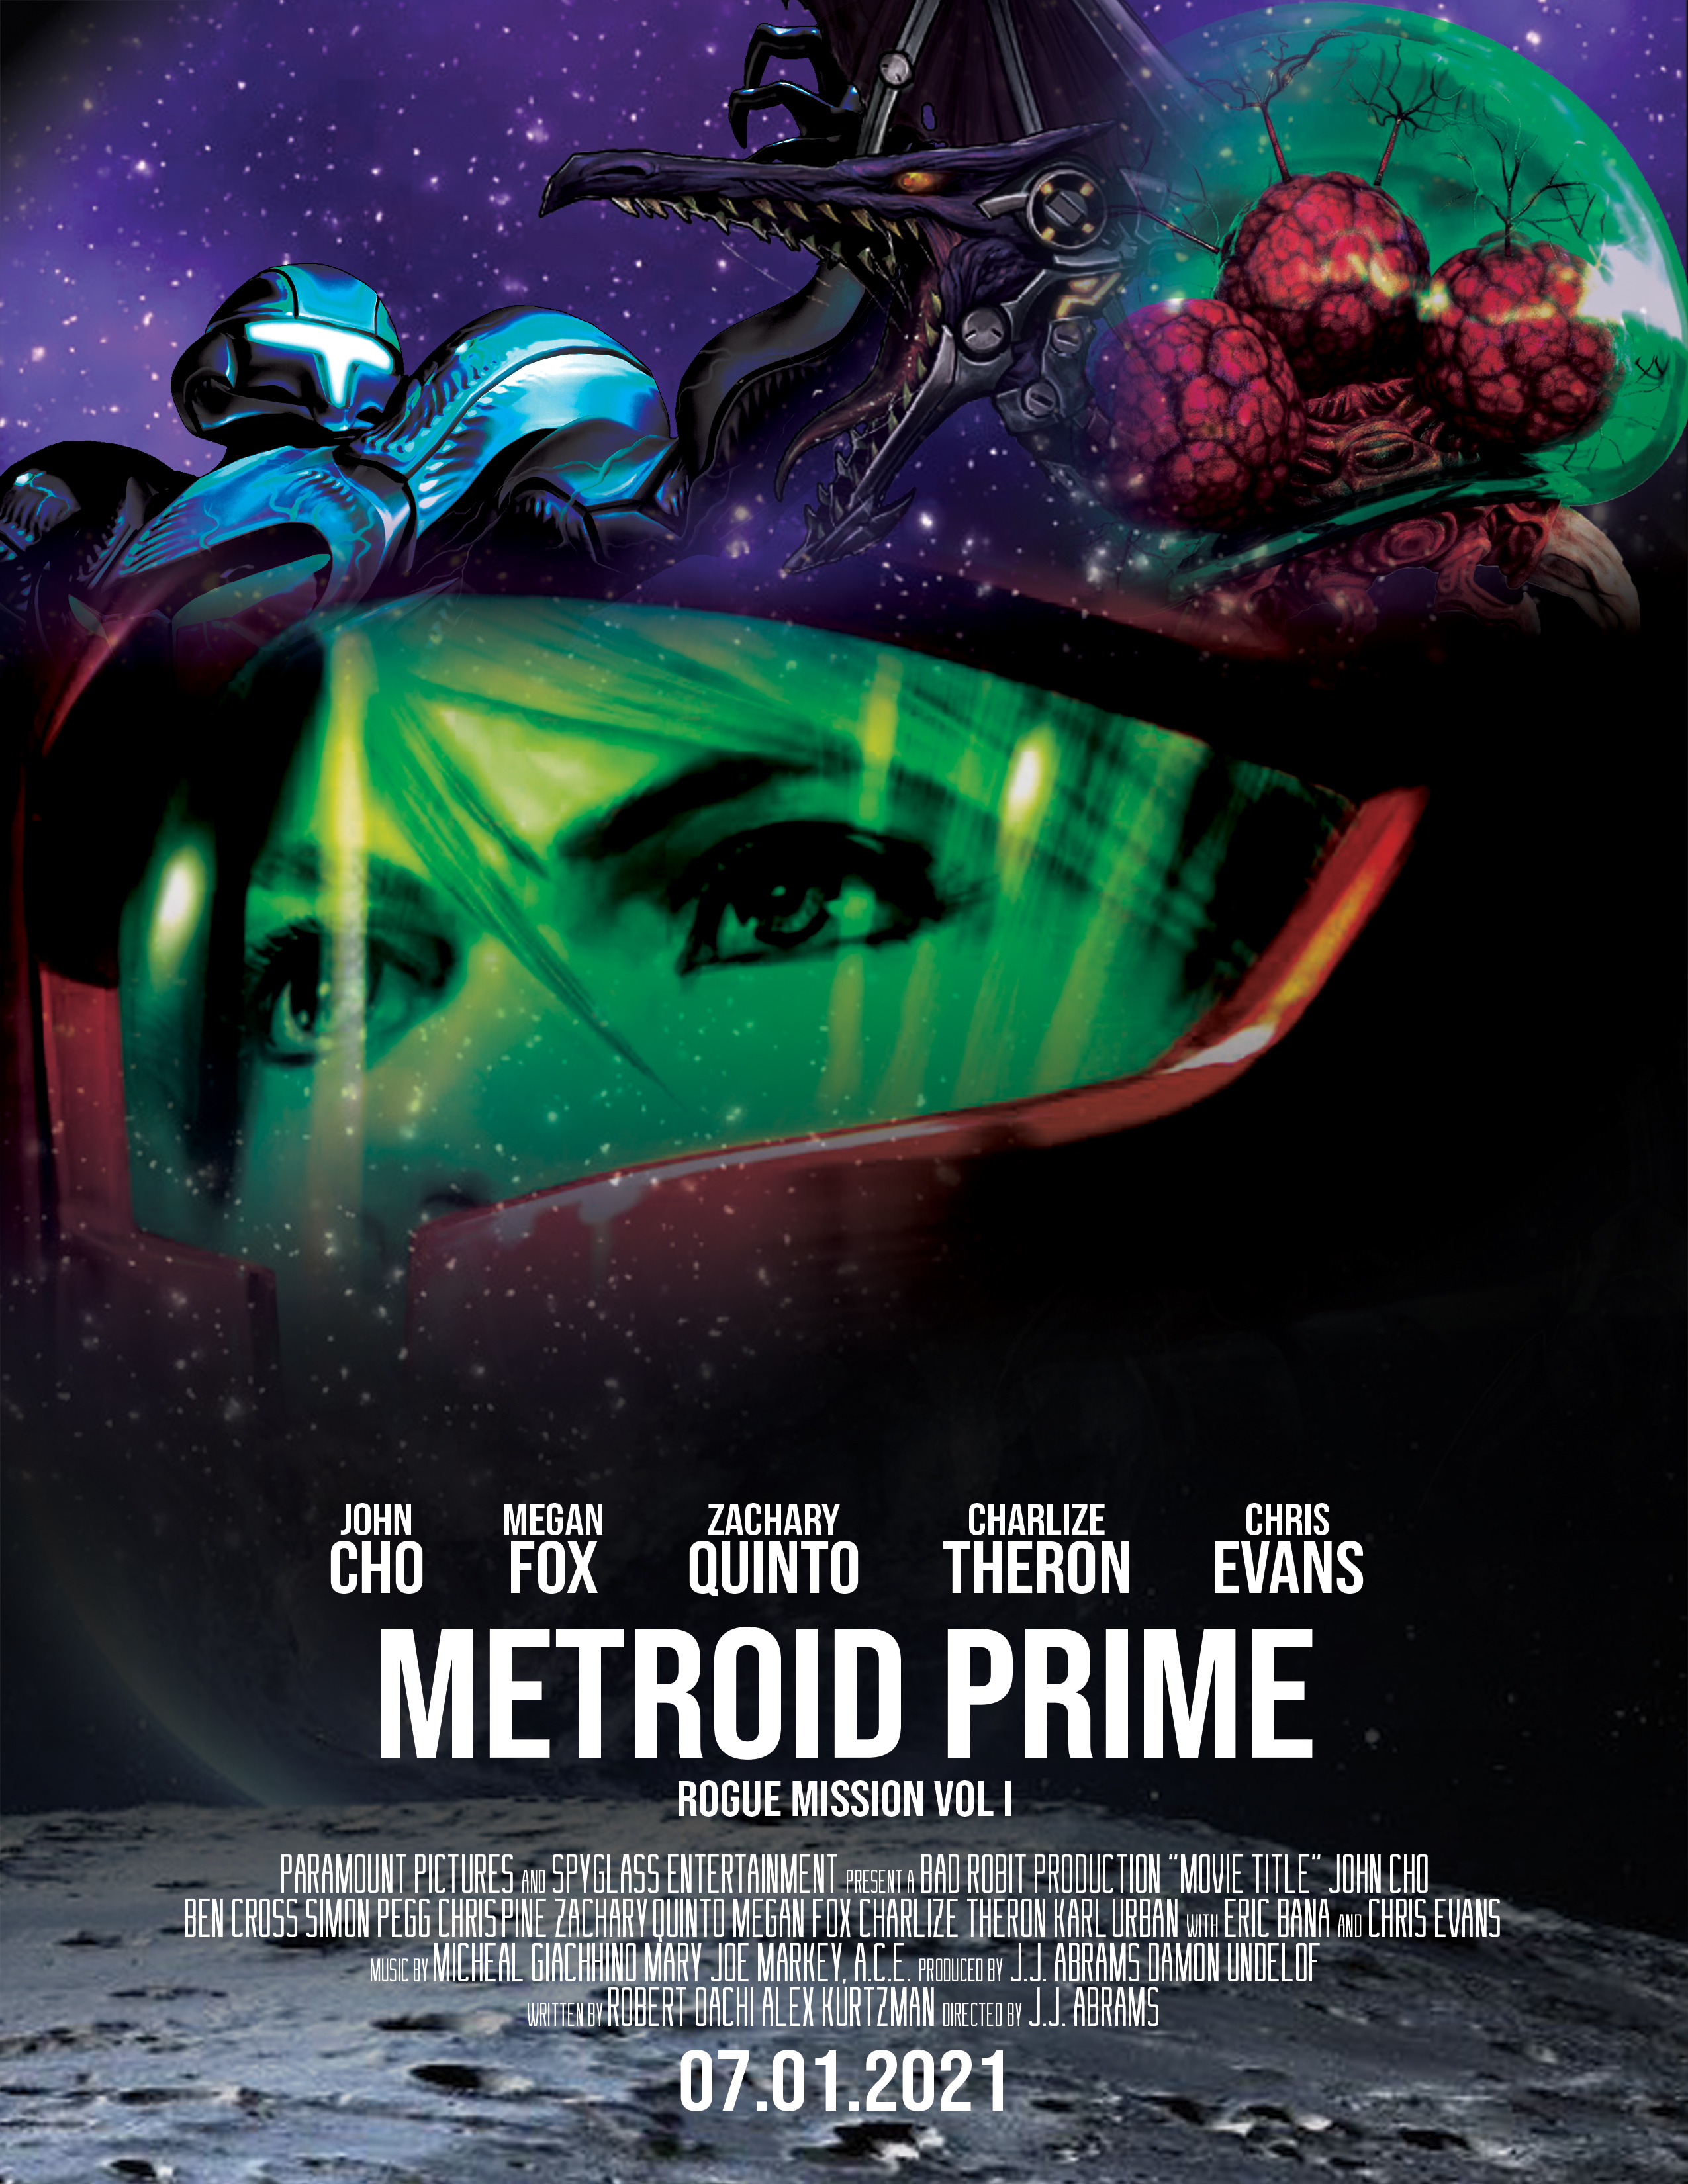 JOHN MEGAN ZACHARY CHARLIZE CHRIS
CHO FOX QUINTO THERON EVANS
METROID PRIME
ROGUE MISSION VOL I
PARAMOUNT PICTURES AND SPYGLASS ENTERTAINMENT PRESENT A BAD ROBIT PRODUCTION "MOVIE TITLE" JOHN CHO
BEN CROSS SIMON PEGG CHRIS PINE ZACHARY QUINTO MEGAN FOX CHARLIZE THERON KARL URBAN WITH ERIC BANA AND CHRIS EVANS
MUSIC BY MICHEAL GIACHHINO MARY JOE MARKEY, A.C.E. PRODUCED BY J.J. ABRAMS DAMON UNDELOF
WRITTEN BY ROBERT OACHI ALEX KURTZMAN DIRECTED BY J.J. ABRAMS
07.01.2021